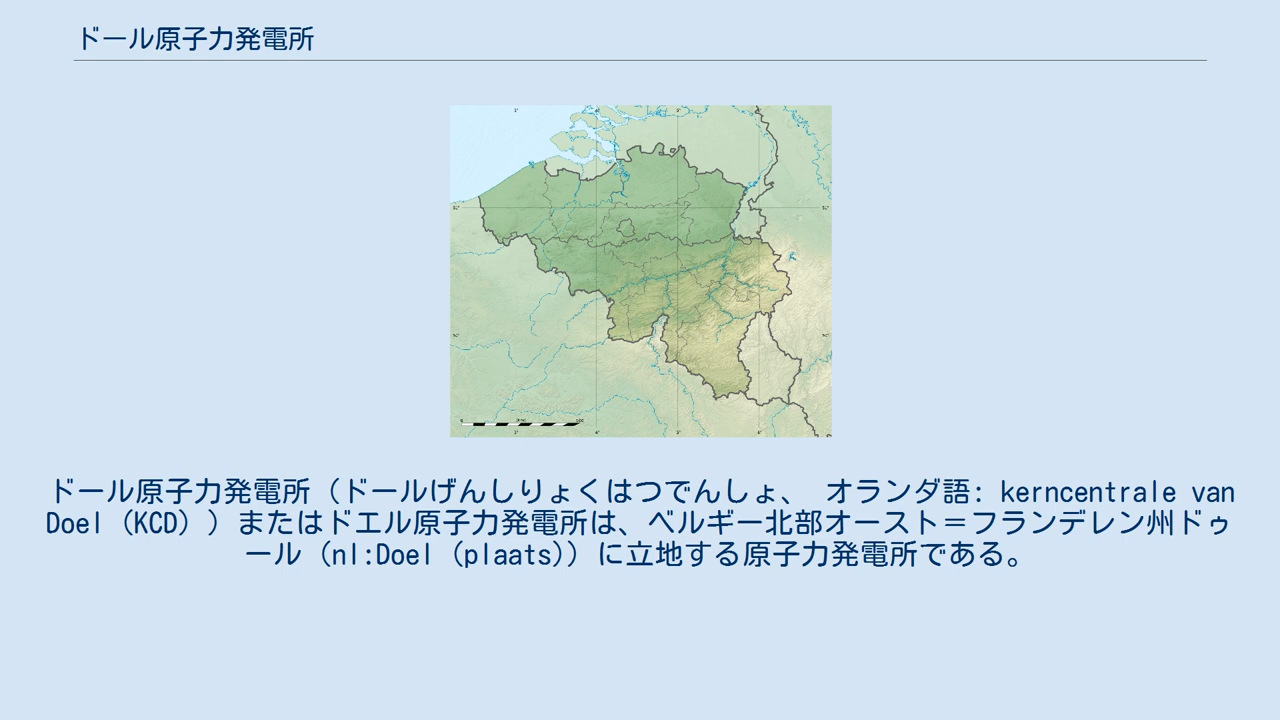 ドール原子力発電所
ドール原子力発電所（ドールげんしりょくはつでんしょ、 オランダ語: kerncentrale van
Doel（KCD））またはドエル原子力発電所は、ベルギー北部オースト＝フランデレン州ドゥ
ール（nl:Doel（plaats)）に立地する原子力発電所である。